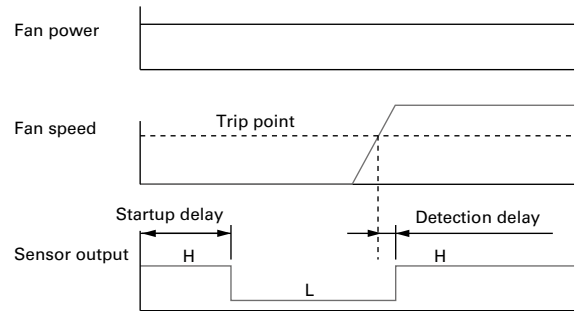 Fan power
Fan speed
Trip point
Startup delay
Detection delay
Sensor output
H
H
L